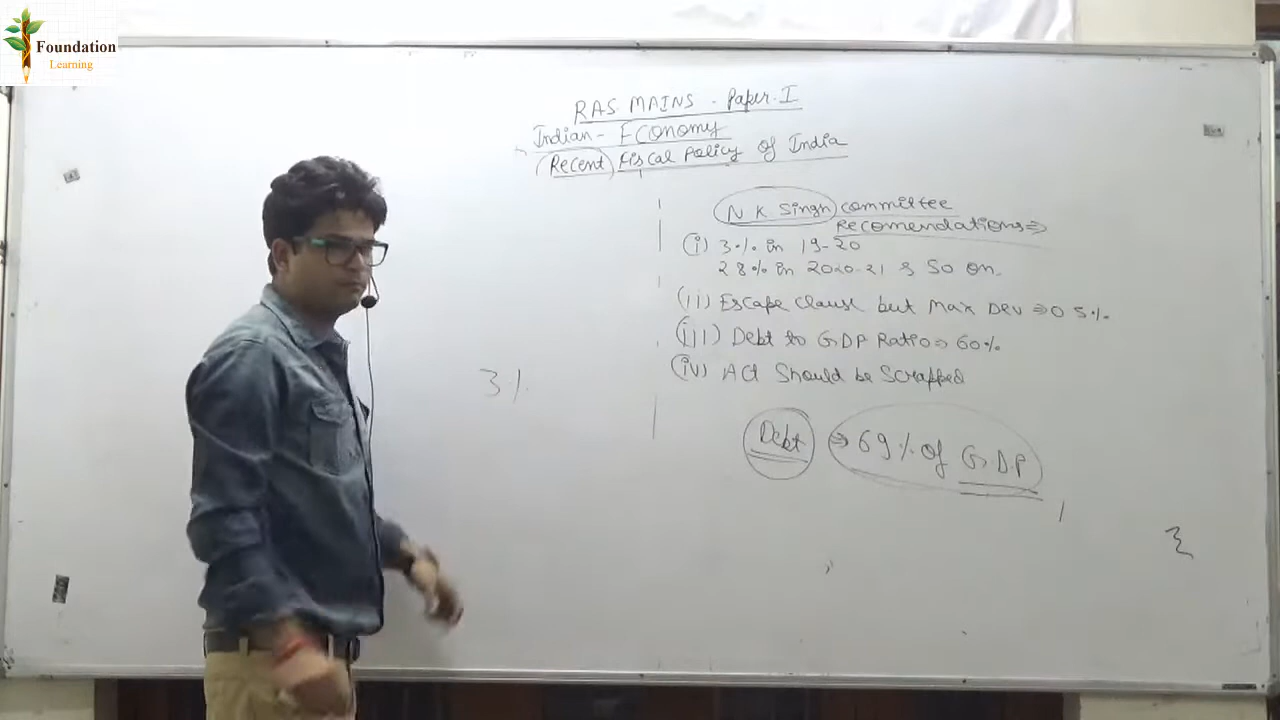 Foundation
Learning
RAS MAINS - Paper-I
Indian - Economy
Recent Fiscal Policy of India
N K Singh committee
Recomendations ⇒
(i) 3% in 19-20
2.8% in 2020-21 & so on.
(ii) Escape clause but Max Dev ⇒ 0.5%
(iii) Debt to GDP Ratio ⇒ 60%
(iv) Act Should be Scrapped
3%
Debt ⇒ 69% of G.D.P